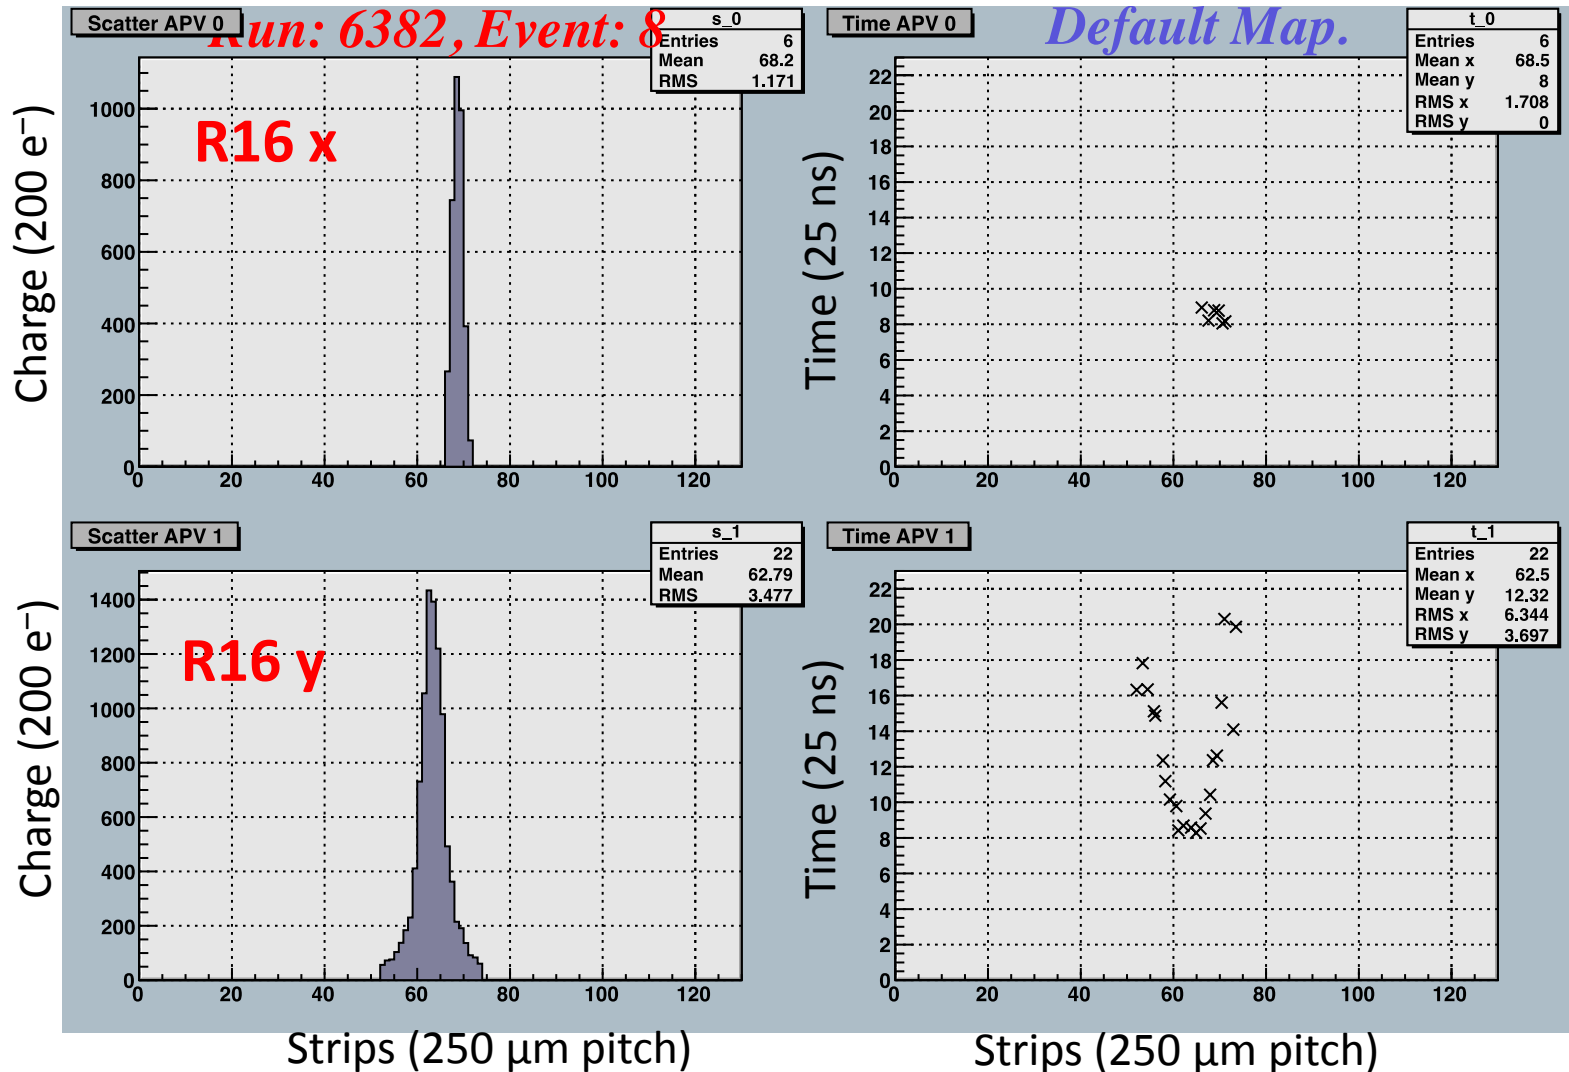 Scatter APV 0
Run: 6382, Event: 8
s_0
Entries 6
Mean 68.2
RMS 1.171
R16 x
Charge (200 e⁻)
1000
800
600
400
200
0
0 20 40 60 80 100 120
Time APV 0
Default Map.
t_0
Entries 6
Mean x 68.5
Mean y 8
RMS x 1.708
RMS y 0
Time (25 ns)
22
20
18
16
14
12
10
8
6
4
2
0
0 20 40 60 80 100 120
Scatter APV 1
s_1
Entries 22
Mean 62.79
RMS 3.477
R16 y
Charge (200 e⁻)
1400
1200
1000
800
600
400
200
0
0 20 40 60 80 100 120
Strips (250 μm pitch)
Time APV 1
t_1
Entries 22
Mean x 62.5
Mean y 12.32
RMS x 6.344
RMS y 3.697
Time (25 ns)
22
20
18
16
14
12
10
8
6
4
2
0
0 20 40 60 80 100 120
Strips (250 μm pitch)